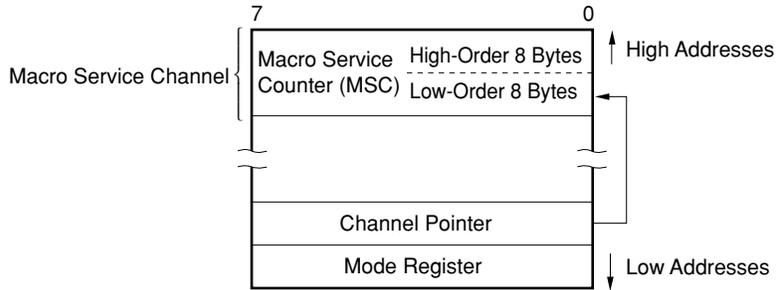 7 0
Macro Service Channel
Macro Service
Counter (MSC)
High-Order 8 Bytes
Low-Order 8 Bytes
High Addresses
Channel Pointer
Mode Register
Low Addresses